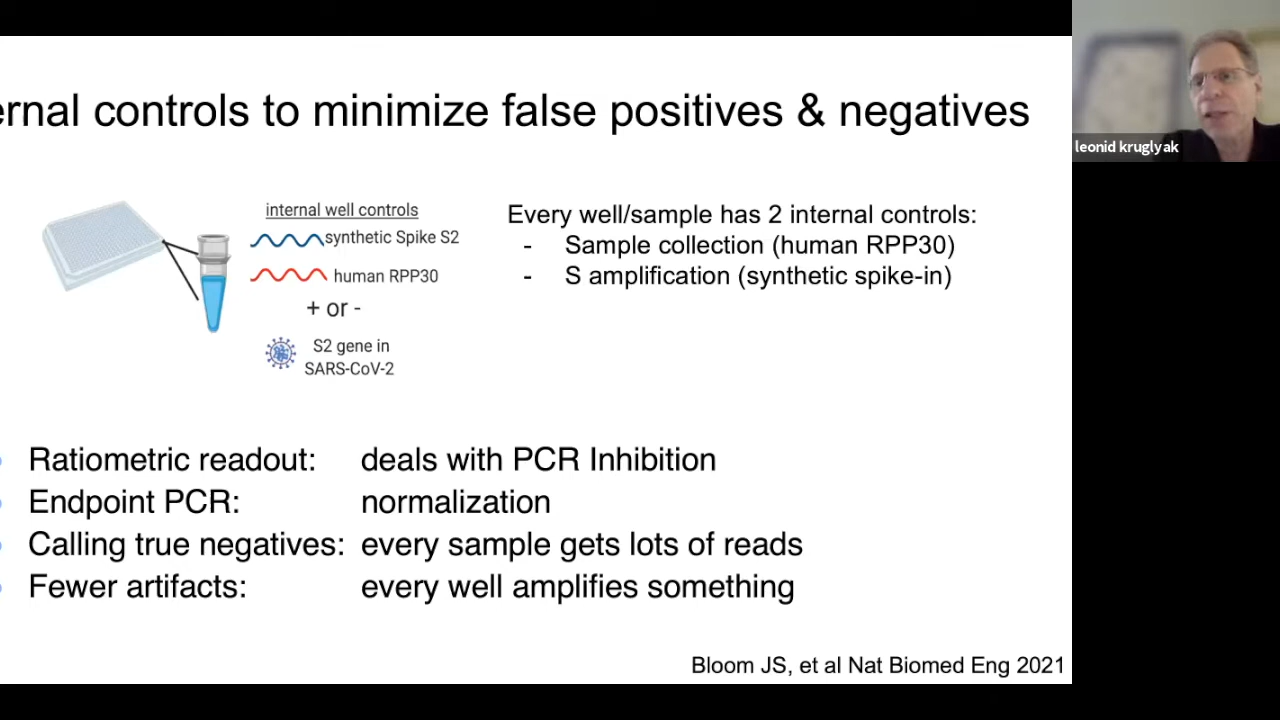 ernal controls to minimize false positives & negatives
leonid kruglyak
internal well controls
synthetic Spike S2
human RPP30
+ or -
S2 gene in
SARS-CoV-2
Every well/sample has 2 internal controls:
- Sample collection (human RPP30)
- S amplification (synthetic spike-in)
Ratiometric readout: deals with PCR Inhibition
Endpoint PCR: normalization
Calling true negatives: every sample gets lots of reads
Fewer artifacts: every well amplifies something
Bloom JS, et al Nat Biomed Eng 2021